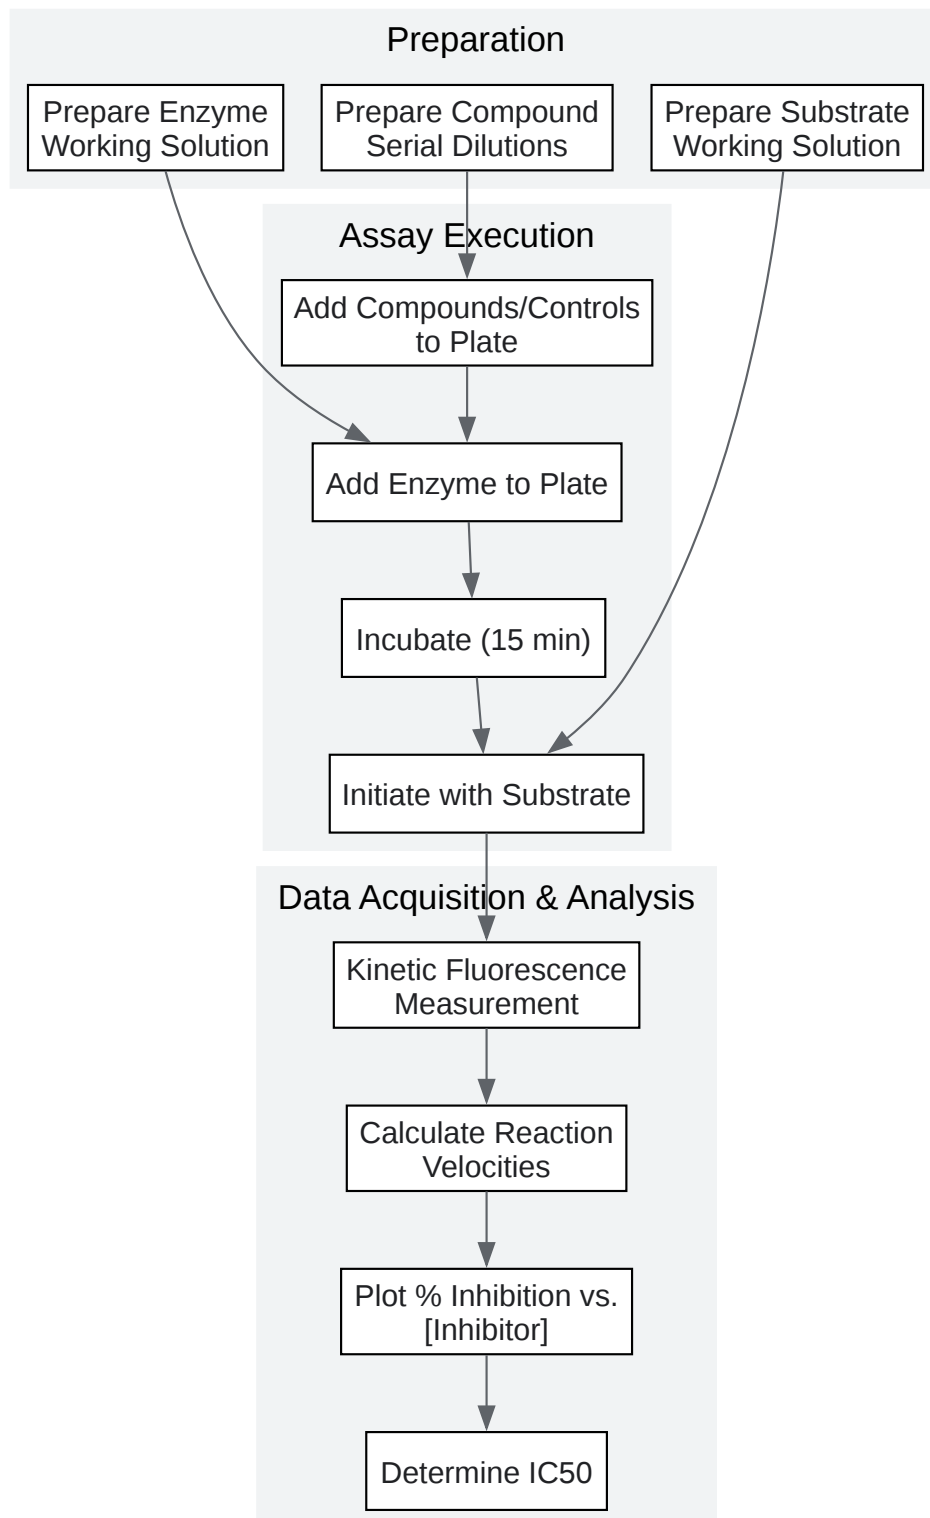 Preparation
Prepare Enzyme
Working Solution
Prepare Compound
Serial Dilutions
Prepare Substrate
Working Solution
Assay Execution
Add Compounds/Controls
to Plate
Add Enzyme to Plate
Incubate (15 min)
Initiate with Substrate
Data Acquisition & Analysis
Kinetic Fluorescence
Measurement
Calculate Reaction
Velocities
Plot % Inhibition vs.
[Inhibitor]
Determine IC50